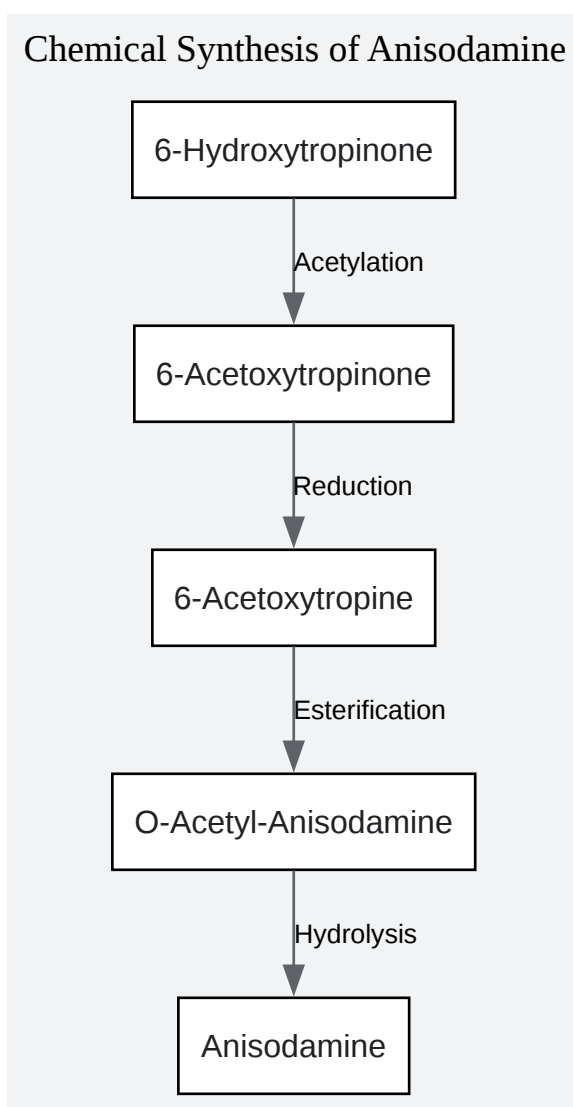 Chemical Synthesis of Anisodamine
6-Hydroxytropinone
Acetylation
6-Acetoxytropinone
Reduction
6-Acetoxytropine
Esterification
O-Acetyl-Anisodamine
Hydrolysis
Anisodamine